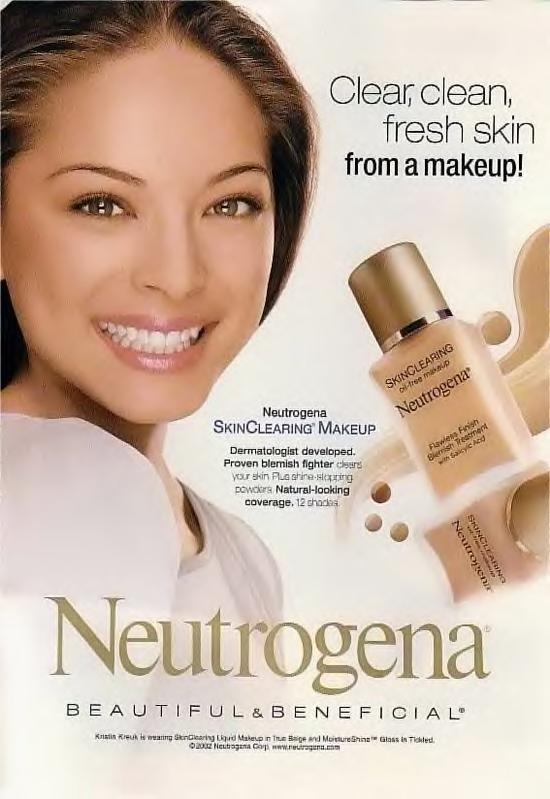 Clear, clean,
fresh skin
from a makeup!
SKINCLEARING
oil-free makeup
Neutrogena®
Flawless Finish
Blemish Treatment
with Salicylic Acid
Neutrogena
SKINCLEARING® MAKEUP
Dermatologist developed.
Proven blemish fighter clears
your skin. Plus shine-stopping
powders. Natural-looking
coverage. 12 shades.
SKINCLEARING
oil-free makeup
Neutrogena
Neutrogena®
BEAUTIFUL & BENEFICIAL®
Kristin Kreuk is wearing SkinClearing Liquid Makeup in True Beige and MoistureShine™ Gloss in Tickled.
©2002 Neutrogena Corp. www.neutrogena.com